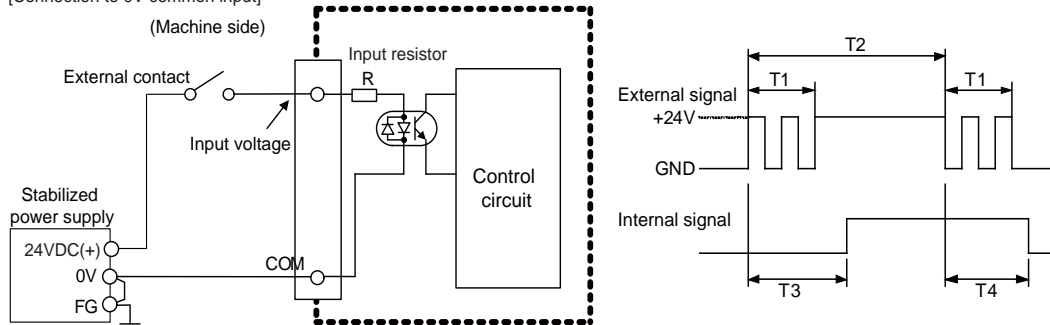 [Connection to 0V common input]
(Machine side)
External contact
Input resistor
R
Input voltage
Control
circuit
Stabilized
power supply
24VDC(+)
0V
FG
COM
T2
T1
T1
External signal
+24V
GND
Internal signal
T3
T4